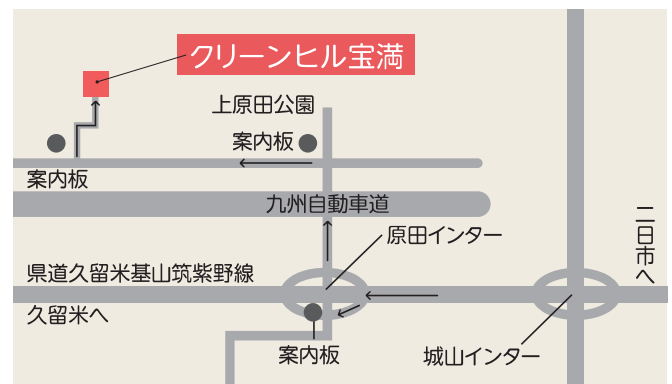 クリーンヒル宝満
上原田公園
案内板
案内板
九州自動車道
原田インター
二日市へ
県道久留米基山筑紫野線
久留米へ
案内板
城山インター